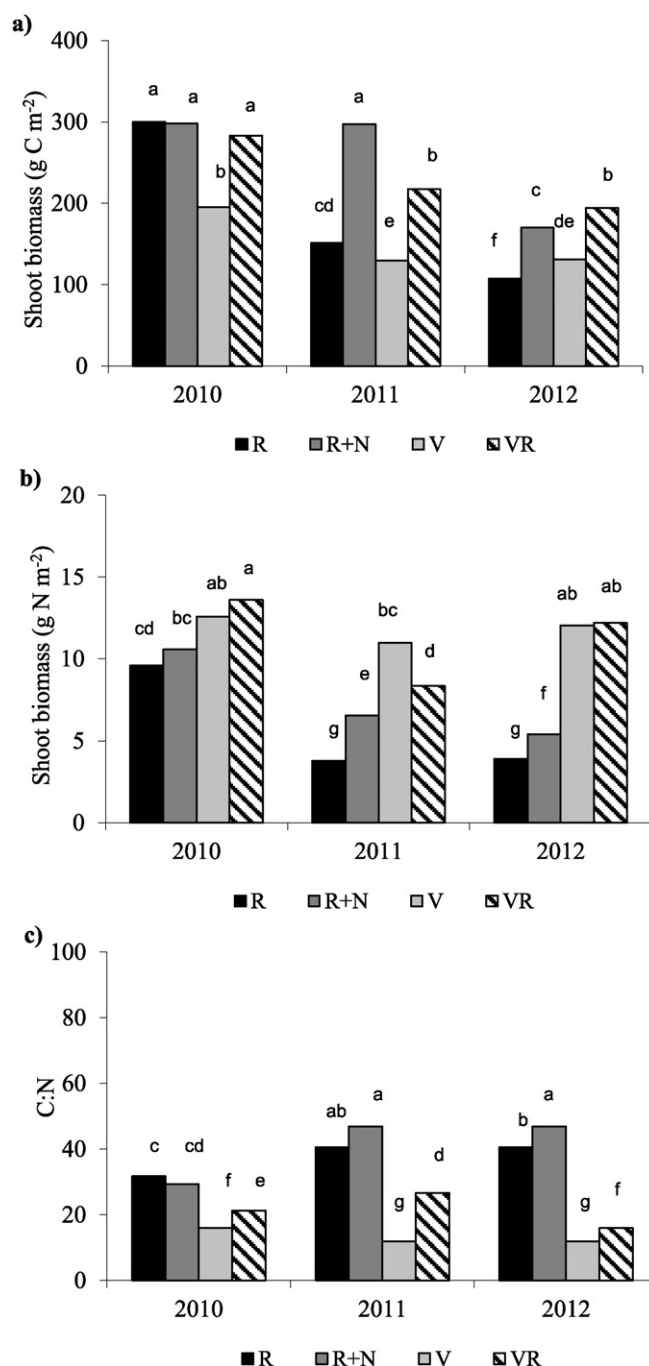 a)
Shoot biomass (g C m-2)
400
300
200
100
0
a a b a
cd a e b
f c de b
2010 2011 2012
R R+N V VR
b)
Shoot biomass (g N m-2)
20
15
10
5
0
cd bc ab a
g e bc d
g f ab ab
2010 2011 2012
R R+N V VR
c)
C:N
100
80
60
40
20
0
c cd f e
ab a g d
b a g f
2010 2011 2012
R R+N V VR